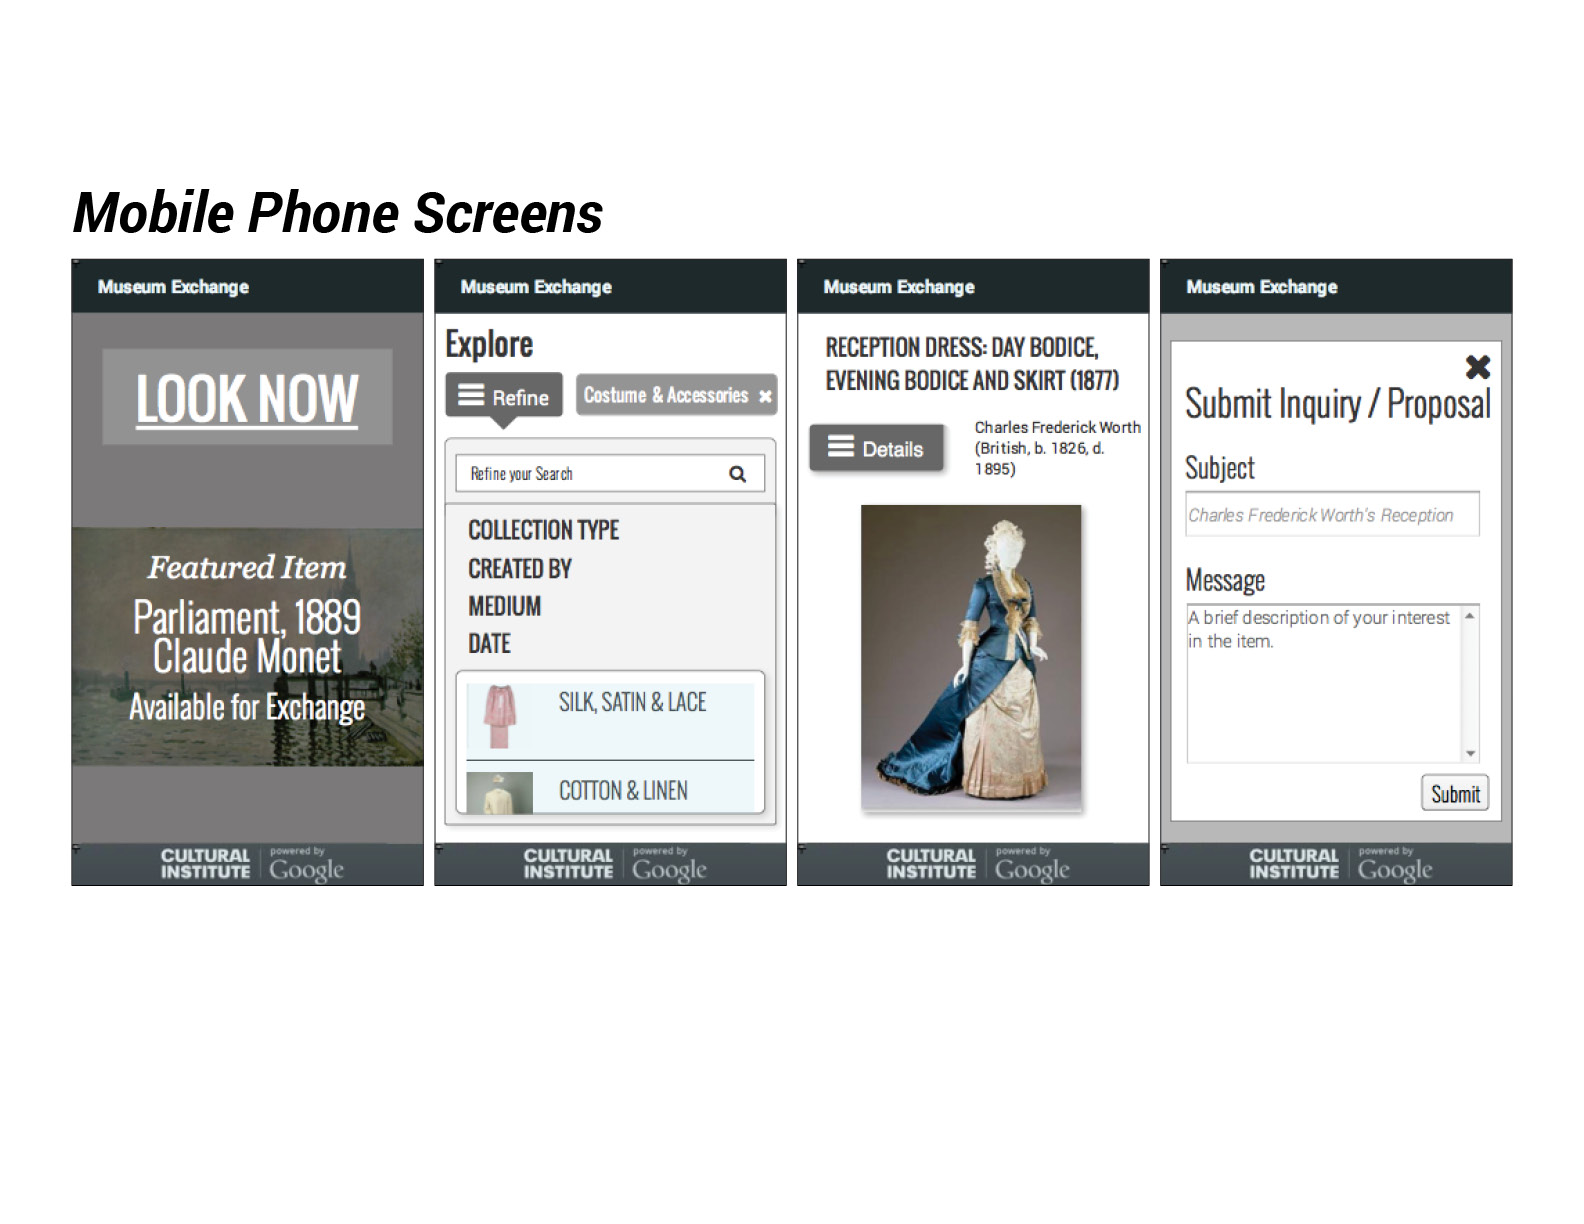 Mobile Phone Screens
Museum Exchange
LOOK NOW
Featured Item
Parliament, 1889
Claude Monet
Available for Exchange
CULTURAL
INSTITUTE
powered by
Google
Museum Exchange
Explore
Refine
Costume & Accessories
Refine your Search
COLLECTION TYPE
CREATED BY
MEDIUM
DATE
SILK, SATIN & LACE
COTTON & LINEN
CULTURAL
INSTITUTE
powered by
Google
Museum Exchange
RECEPTION DRESS: DAY BODICE,
EVENING BODICE AND SKIRT (1877)
Details
Charles Frederick Worth
(British, b. 1826, d.
1895)
CULTURAL
INSTITUTE
powered by
Google
Museum Exchange
Submit Inquiry / Proposal
Subject
Charles Frederick Worth's Reception
Message
A brief description of your interest
in the item.
Submit
CULTURAL
INSTITUTE
powered by
Google